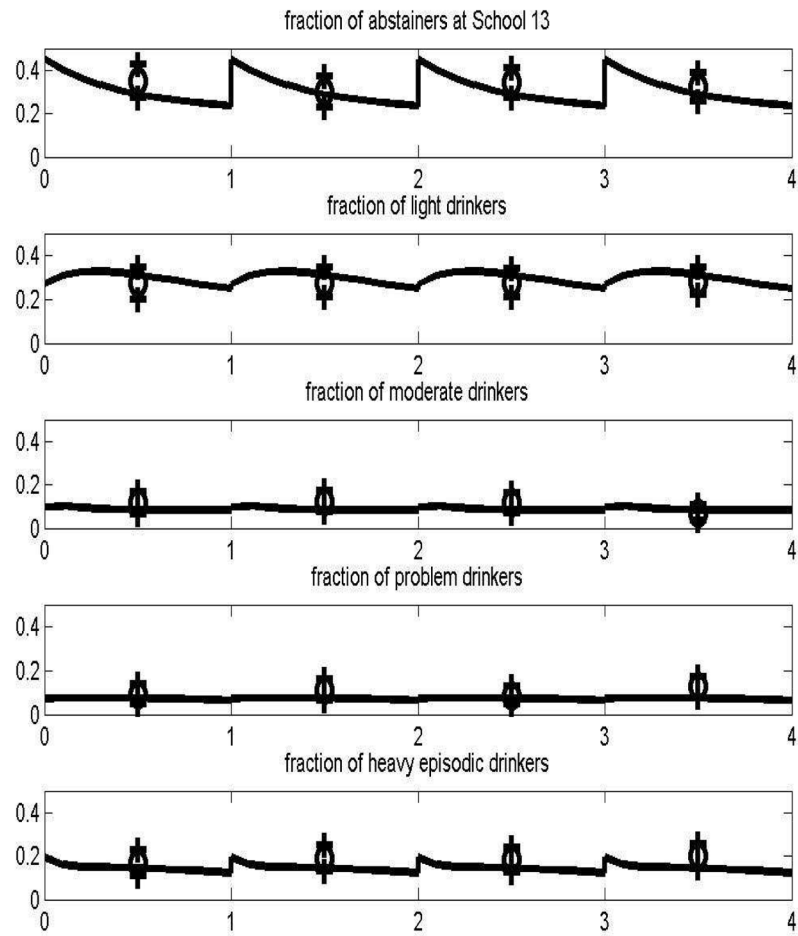 fraction of abstainers at School 13
0.4
0.2
0
0 1 2 3 4
fraction of light drinkers
0.4
0.2
0
0 1 2 3 4
fraction of moderate drinkers
0.4
0.2
0
0 1 2 3 4
fraction of problem drinkers
0.4
0.2
0
0 1 2 3 4
fraction of heavy episodic drinkers
0.4
0.2
0
0 1 2 3 4